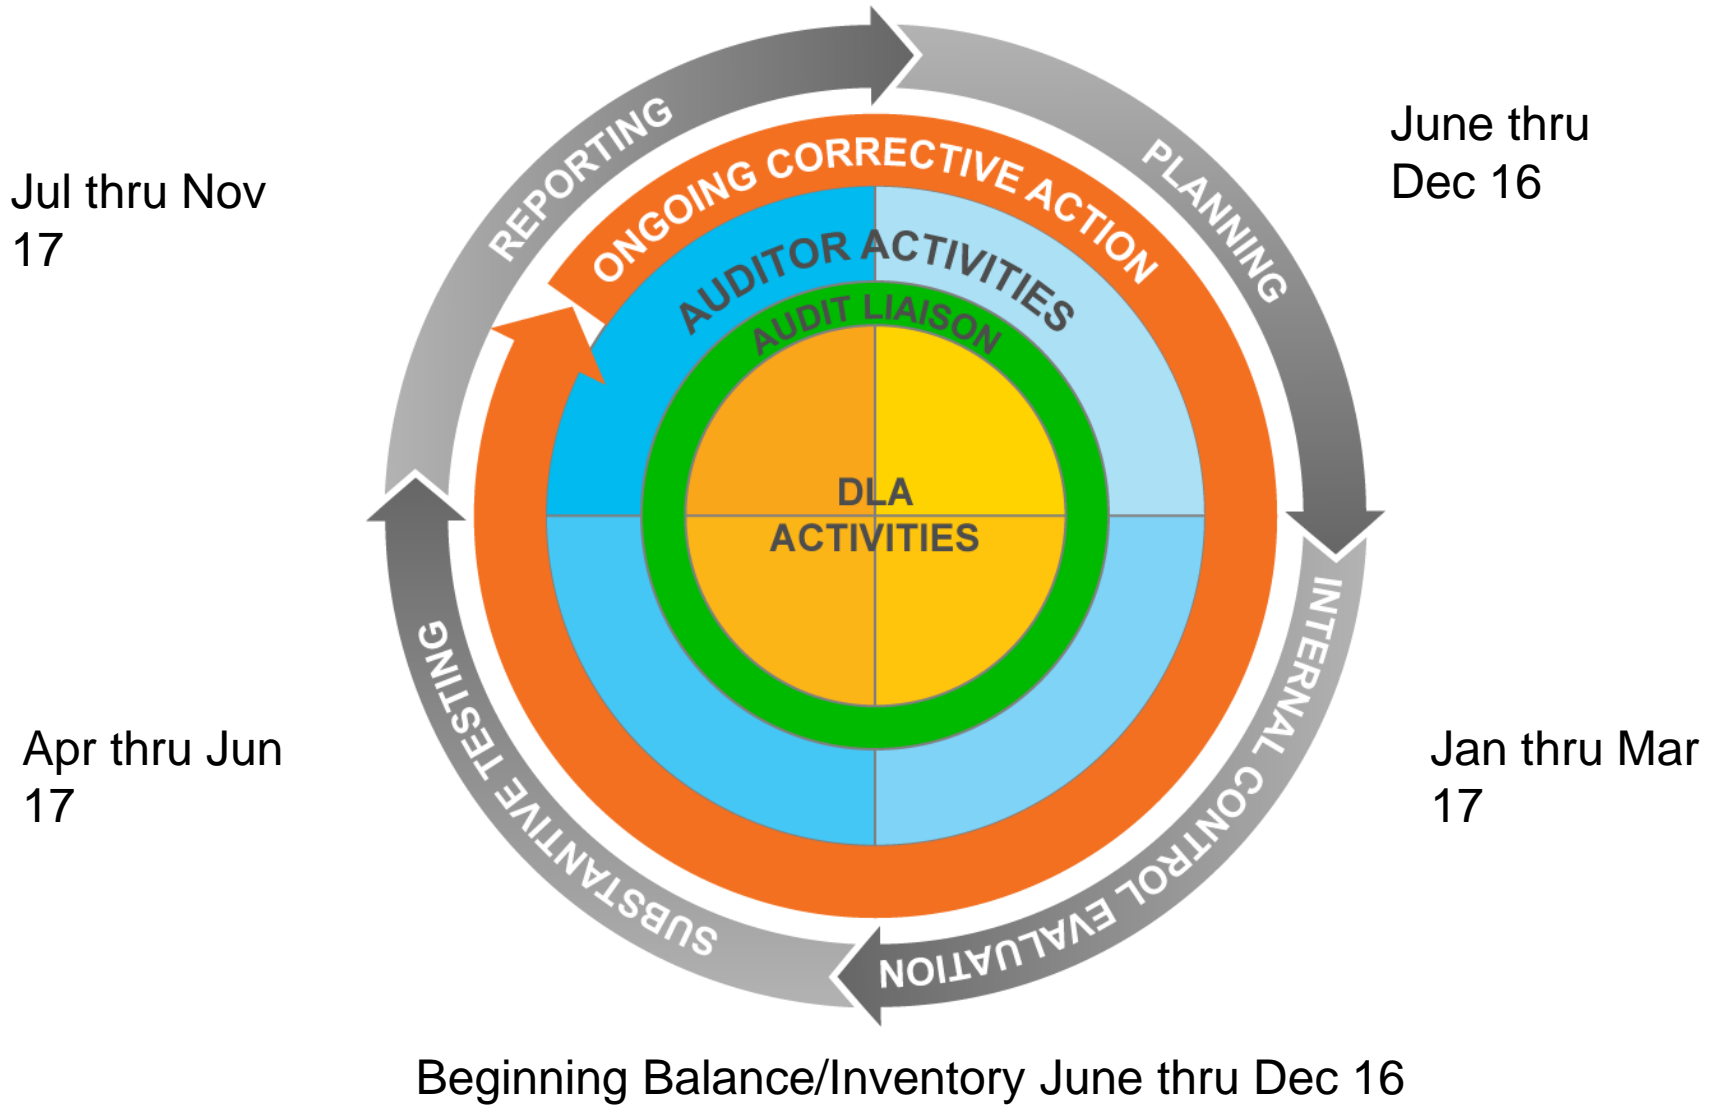 REPORTING
PLANNING
June thru
Dec 16
Jul thru Nov
17
ONGOING CORRECTIVE ACTION
AUDITOR ACTIVITIES
AUDIT LIAISON
DLA
ACTIVITIES
INTERNAL CONTROL EVALUATION
SUBSTANTIVE TESTING
Apr thru Jun
17
Jan thru Mar
17
Beginning Balance/Inventory June thru Dec 16